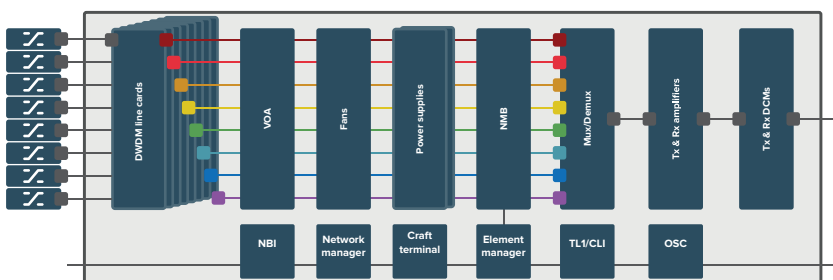 DWDM line cards
VOA
Fans
Power supplies
NMB
Mux/Demux
Tx & Rx amplifiers
Tx & Rx DCMs
NBI
Network
manager
Craft
terminal
Element
manager
TL1/CLI
OSC